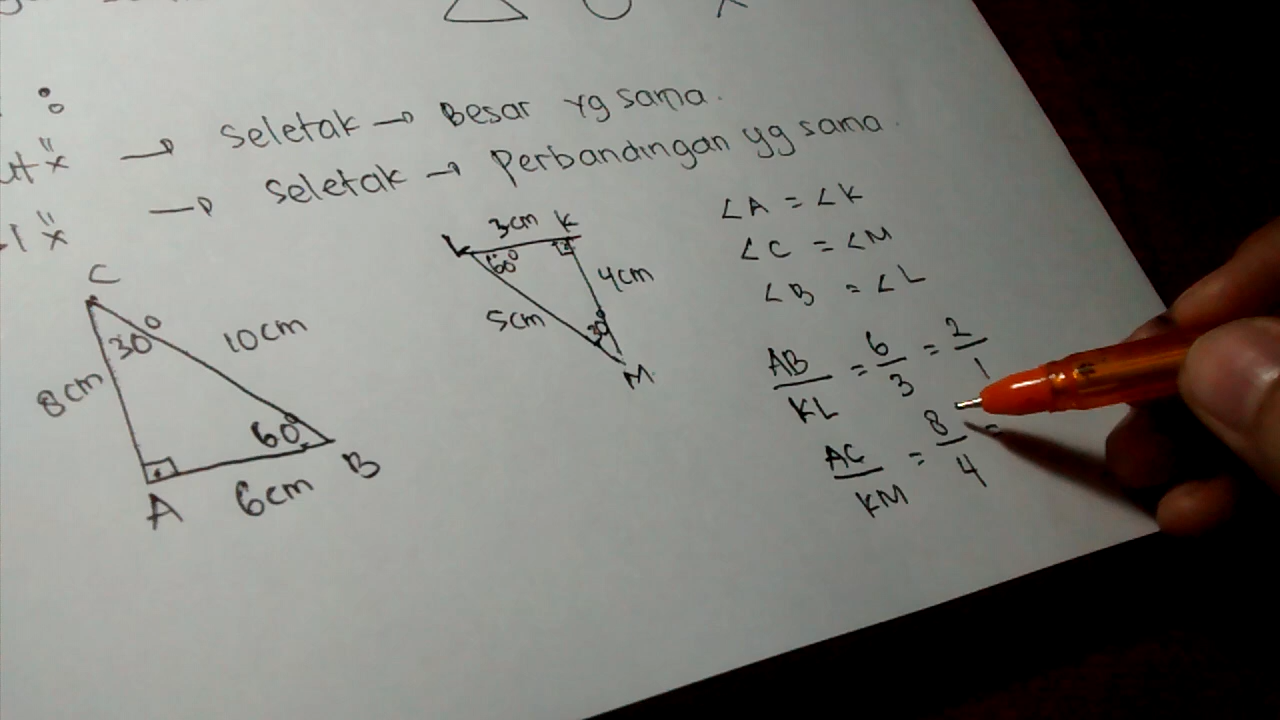 → seletak → Besar yg sama.
→ seletak → Perbandingan yg sama.
C
30°
10cm
8cm
60°
A
6cm
B
L
3cm
K
60°
4cm
5cm
30°
M
∠A = ∠K
∠C = ∠M
∠B = ∠L
AB/KL = 6/3 = 2/1
AC/KM = 8/4 =